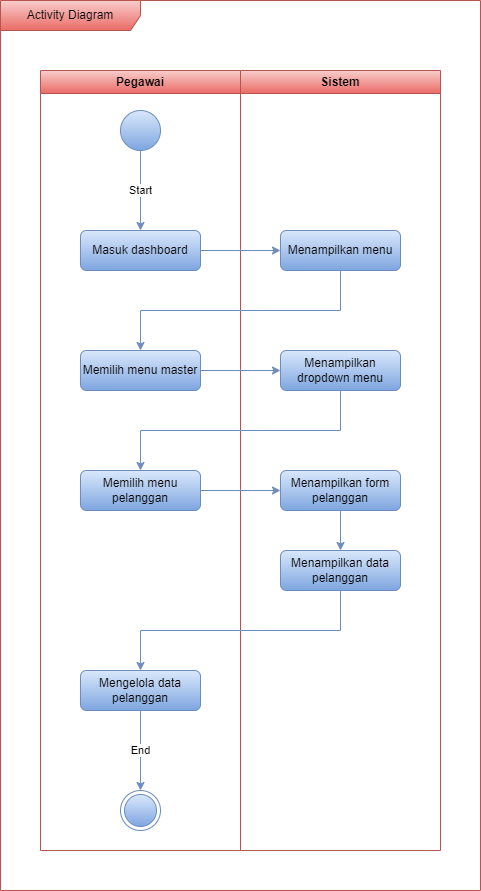 Activity Diagram
Pegawai
Sistem
Start
Masuk dashboard
Menampilkan menu
Memilih menu master
Menampilkan
dropdown menu
Memilih menu
pelanggan
Menampilkan form
pelanggan
Menampilkan data
pelanggan
Mengelola data
pelanggan
End